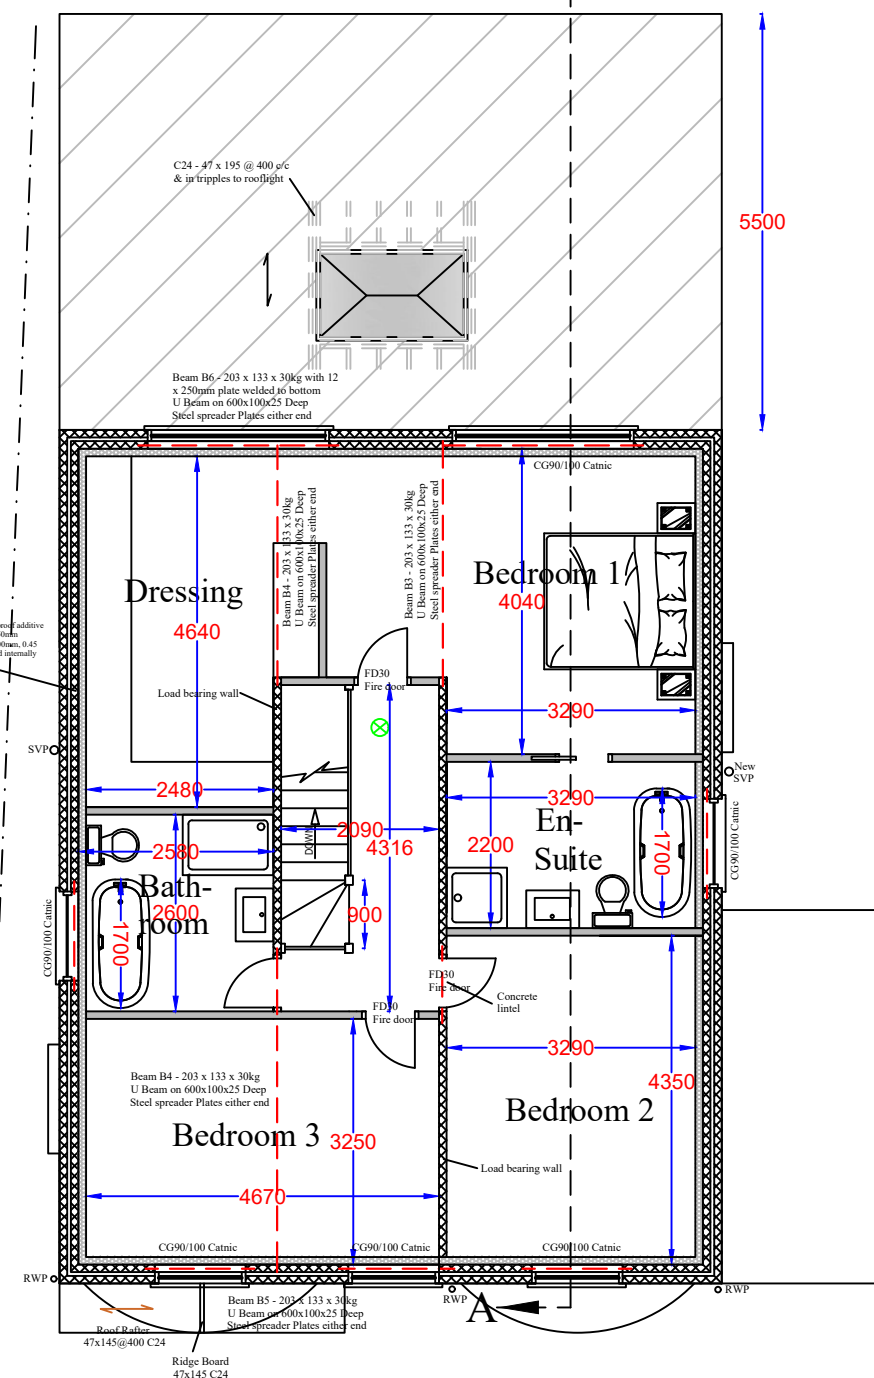 C24 - 47 x 195 @ 400 c/c
& in tripples to rooflight
5500
Beam B6 - 203 x 133 x 30kg with 12
x 250mm plate welded to bottom
U Beam on 600x100x25 Deep
Steel spreader Plates either end
CG90/100 Catnic
Beam B4 - 203 x 133 x 30kg
U Beam on 600x100x25 Deep
Steel spreader Plates either end
Beam B3 - 203 x 133 x 30kg
U Beam on 600x100x25 Deep
Steel spreader Plates either end
Dressing
4640
Bedroom 1
4040
roof additive
0mm
0mm, 0.45
d internally
FD30
Fire door
Load bearing wall
3290
SVP
New
SVP
2480
3290
CG90/100 Catnic
2090
DOWN
4316
En-
Suite
2200
1700
2580
Bath-
room
2600
1700
900
CG90/100 Catnic
FD30
Fire door
Concrete
lintel
FD30
Fire door
3290
4350
Beam B4 - 203 x 133 x 30kg
U Beam on 600x100x25 Deep
Steel spreader Plates either end
Bedroom 3
3250
Bedroom 2
Load bearing wall
4670
CG90/100 Catnic
CG90/100 Catnic
CG90/100 Catnic
RWP
RWP
RWP
A
Beam B5 - 203 x 133 x 30kg
U Beam on 600x100x25 Deep
Steel spreader Plates either end
Roof Rafter
47x145@400 C24
Ridge Board
47x145 C24